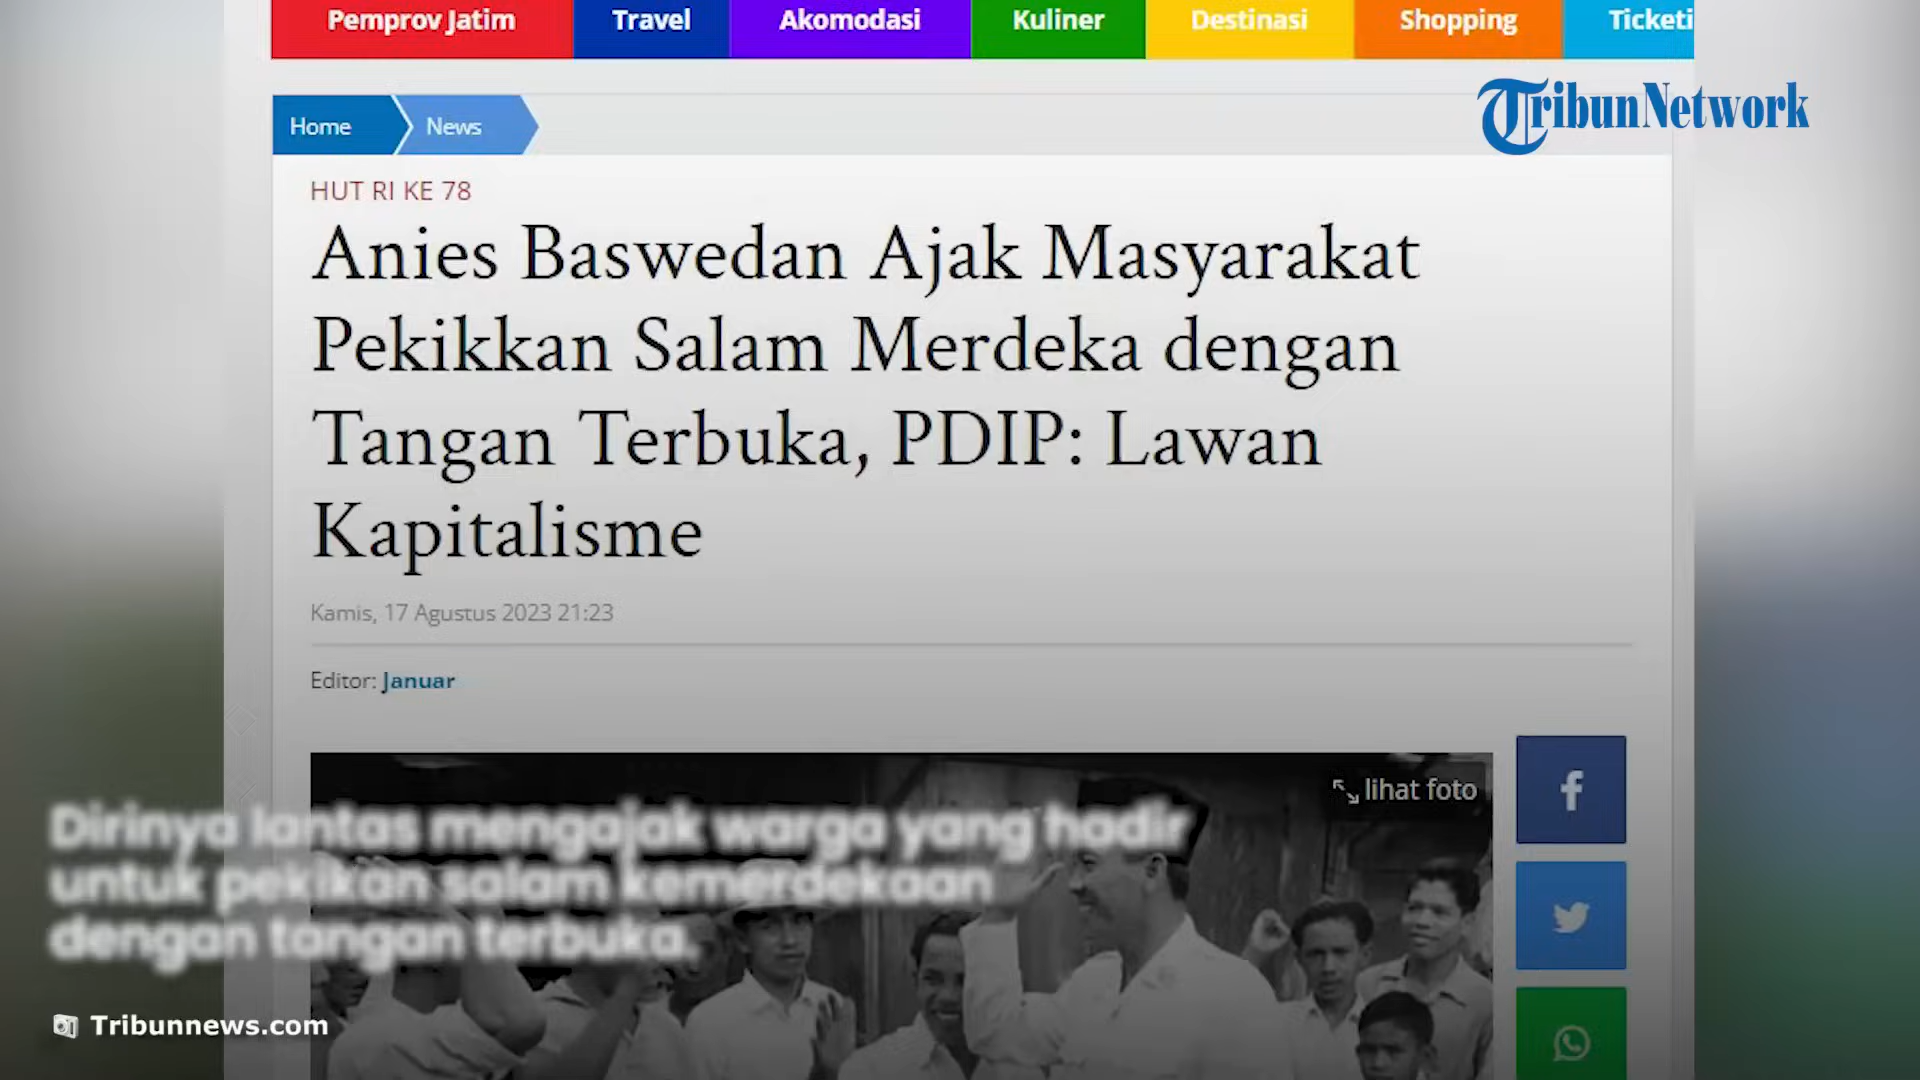 Pemprov Jatim
Travel
Akomodasi
Kuliner
Destinasi
Shopping
Ticketi
TribunNetwork
Home
News
HUT RI KE 78
Anies Baswedan Ajak Masyarakat
Pekikkan Salam Merdeka dengan
Tangan Terbuka, PDIP: Lawan
Kapitalisme
Kamis, 17 Agustus 2023 21:23
Editor: Januar
lihat foto
Dirinya lantas mengajak warga yang hadir
untuk pekikan salam kemerdekaan
dengan tangan terbuka.
Tribunnews.com